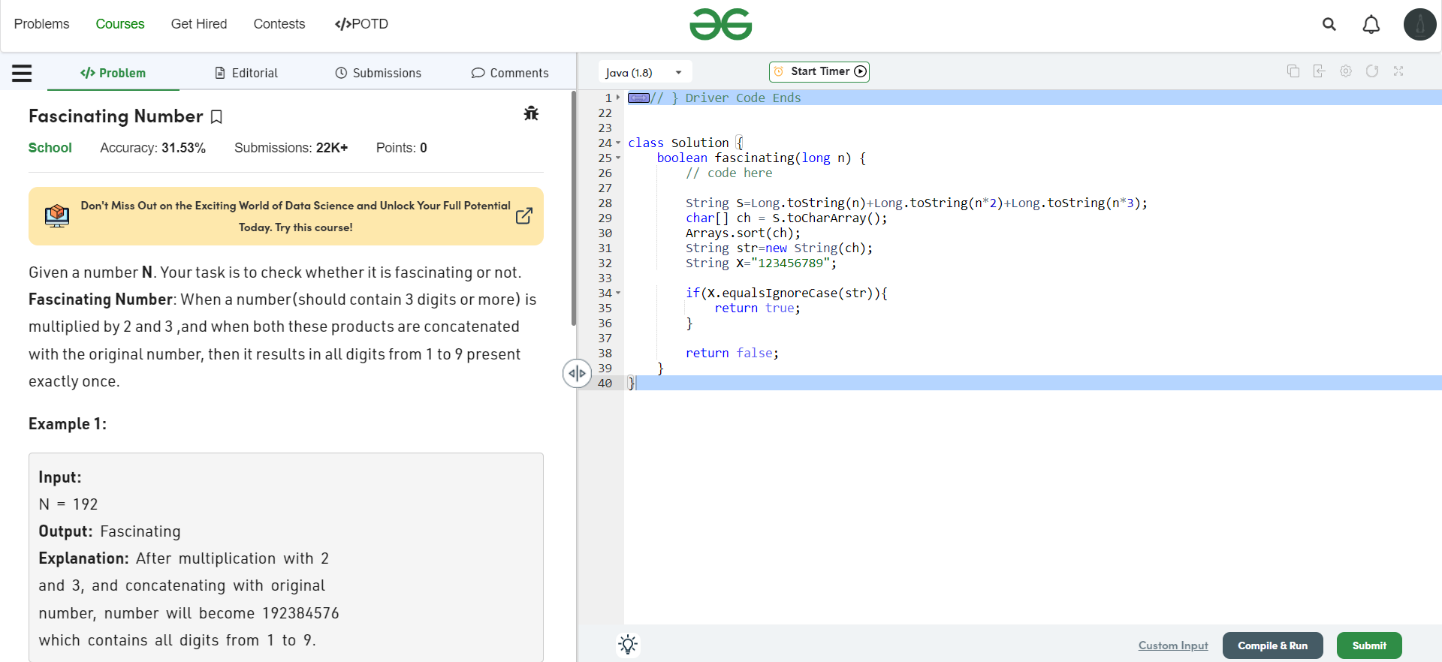 Problems Courses Get Hired Contests </>POTD
</> Problem Editorial Submissions Comments
Fascinating Number
School Accuracy: 31.53% Submissions: 22K+ Points: 0
Don't Miss Out on the Exciting World of Data Science and Unlock Your Full Potential
Today. Try this course!
Given a number N. Your task is to check whether it is fascinating or not.
Fascinating Number: When a number(should contain 3 digits or more) is
multiplied by 2 and 3 ,and when both these products are concatenated
with the original number, then it results in all digits from 1 to 9 present
exactly once.
Example 1:
Input:
N = 192
Output: Fascinating
Explanation: After multiplication with 2
and 3, and concatenating with original
number, number will become 192384576
which contains all digits from 1 to 9.
Java (1.8) Start Timer
1 // } Driver Code Ends
22
23
24 class Solution {
25 boolean fascinating(long n) {
26 // code here
27
28 String S=Long.toString(n)+Long.toString(n*2)+Long.toString(n*3);
29 char[] ch = S.toCharArray();
30 Arrays.sort(ch);
31 String str=new String(ch);
32 String X="123456789";
33
34 if(X.equalsIgnoreCase(str)){
35 return true;
36 }
37
38 return false;
39 }
40 }
Custom Input Compile & Run Submit